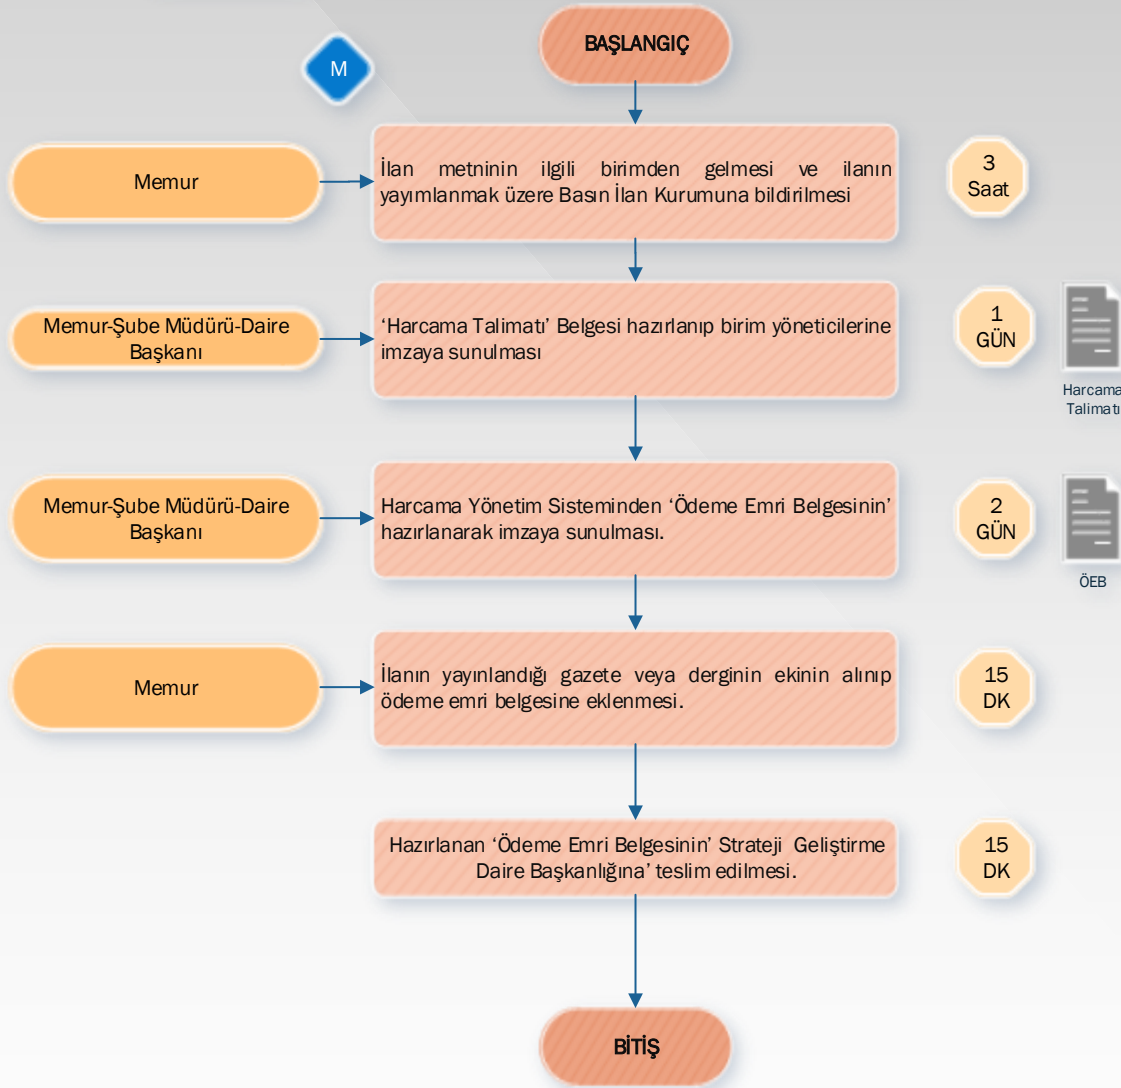 BAŞLANGIÇ
M
Memur
İlan metninin ilgili birimden gelmesi ve ilanın
yayımlanmak üzere Basın İlan Kurumuna bildirilmesi
3
Saat
Memur-Şube Müdürü-Daire
Başkanı
‘Harcama Talimatı’ Belgesi hazırlanıp birim yöneticilerine
imzaya sunulması
1
GÜN
Harcama
Talimatı
Memur-Şube Müdürü-Daire
Başkanı
Harcama Yönetim Sisteminden ‘Ödeme Emri Belgesinin’
hazırlanarak imzaya sunulması.
2
GÜN
ÖEB
Memur
İlanın yayınlandığı gazete veya derginin ekinin alınıp
ödeme emri belgesine eklenmesi.
15
DK
Hazırlanan ‘Ödeme Emri Belgesinin’ Strateji Geliştirme
Daire Başkanlığına’ teslim edilmesi.
15
DK
BİTİŞ